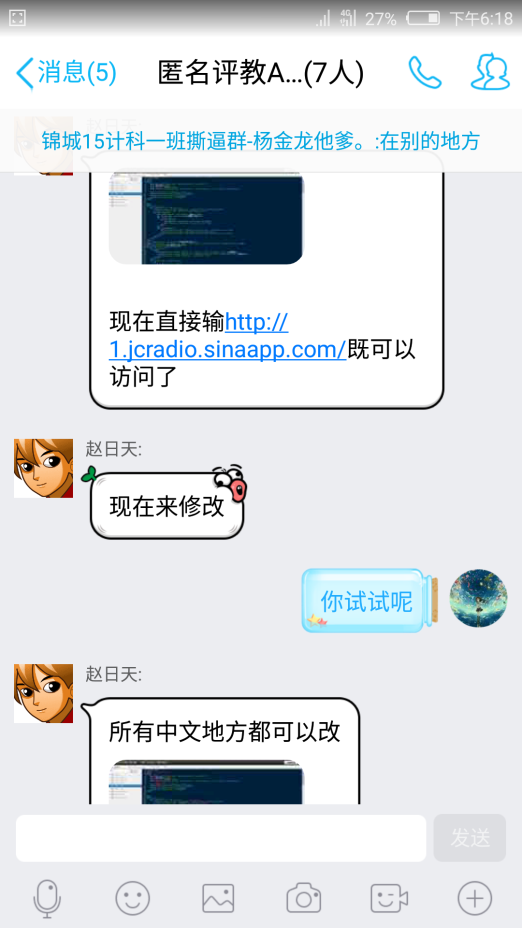 4G
27%
下午6:18
消息(5)
匿名评教A...(7人)
锦城15计科一班撕逼群-杨金龙他爹。:在别的地方
现在直接输http://
1.jcradio.sinaapp.com/既可以
访问了
赵日天:
现在来修改
你试试呢
赵日天:
所有中文地方都可以改
发送